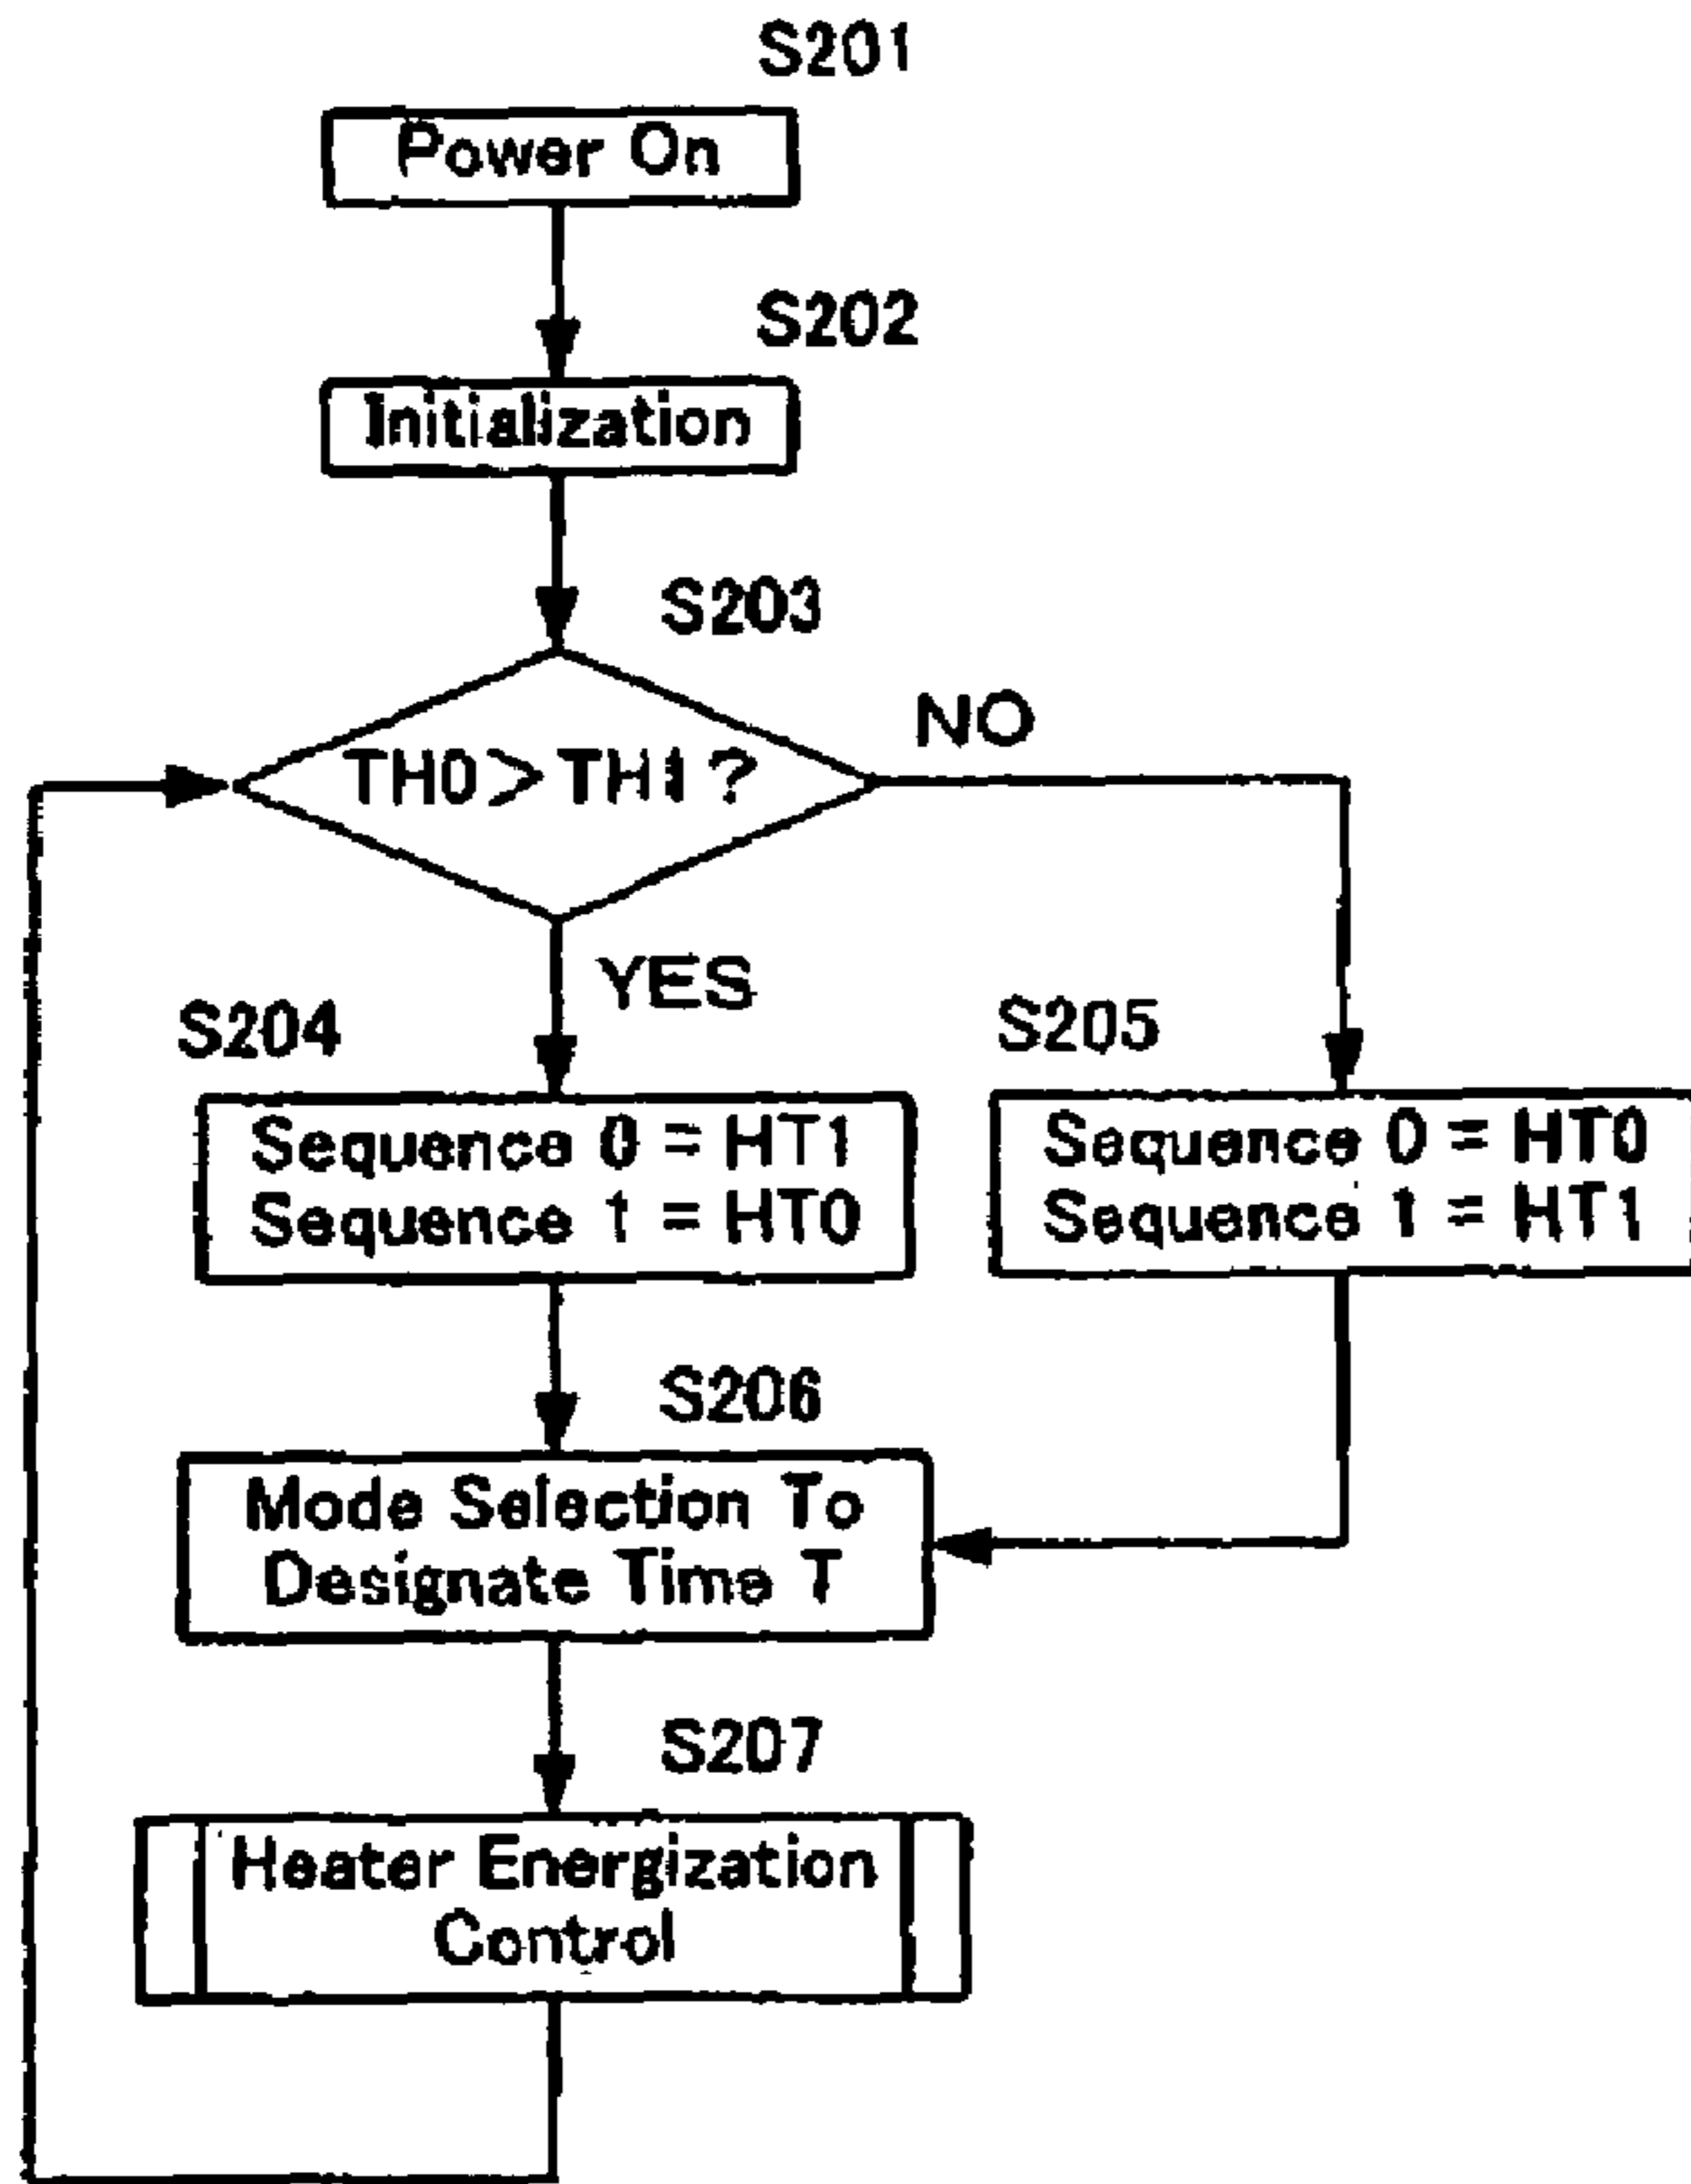 S201
Power On
S202
Initialization
S203
TH0>TH1?
NO
YES
S204
S205
Sequence 0 = HT1
Sequence 1 = HT0
Sequence 0 = HT0
Sequence 1 = HT1
S206
Mode Selection To
Designate Time T
S207
Heater Energization
Control